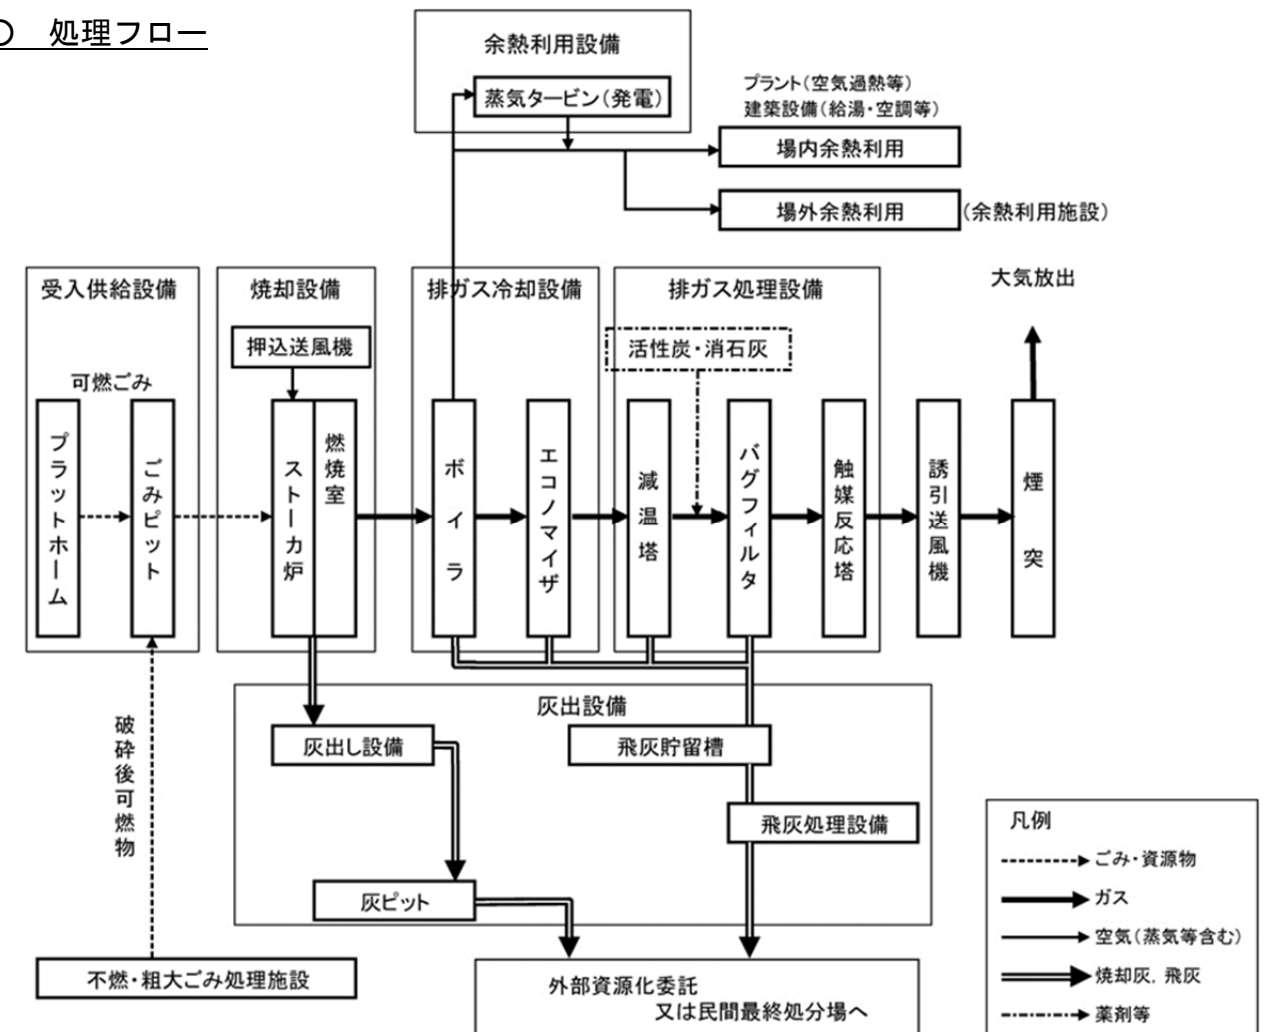 〇　処理フロー
余熱利用設備
蒸気タービン(発電)
プラント(空気過熱等)
建築設備(給湯・空調等)
場内余熱利用
場外余熱利用
(余熱利用施設)
大気放出
受入供給設備
焼却設備
排ガス冷却設備
排ガス処理設備
押込送風機
活性炭・消石灰
可燃ごみ
プラットホーム
ごみピット
ストーカ炉
燃焼室
ボイラ
エコノマイザ
減温塔
バグフィルタ
触媒反応塔
誘引送風機
煙突
破砕後可燃物
灰出設備
灰出し設備
飛灰貯留槽
飛灰処理設備
灰ピット
不燃・粗大ごみ処理施設
外部資源化委託
又は民間最終処分場へ
凡例
ごみ・資源物
ガス
空気(蒸気等含む)
焼却灰，飛灰
薬剤等